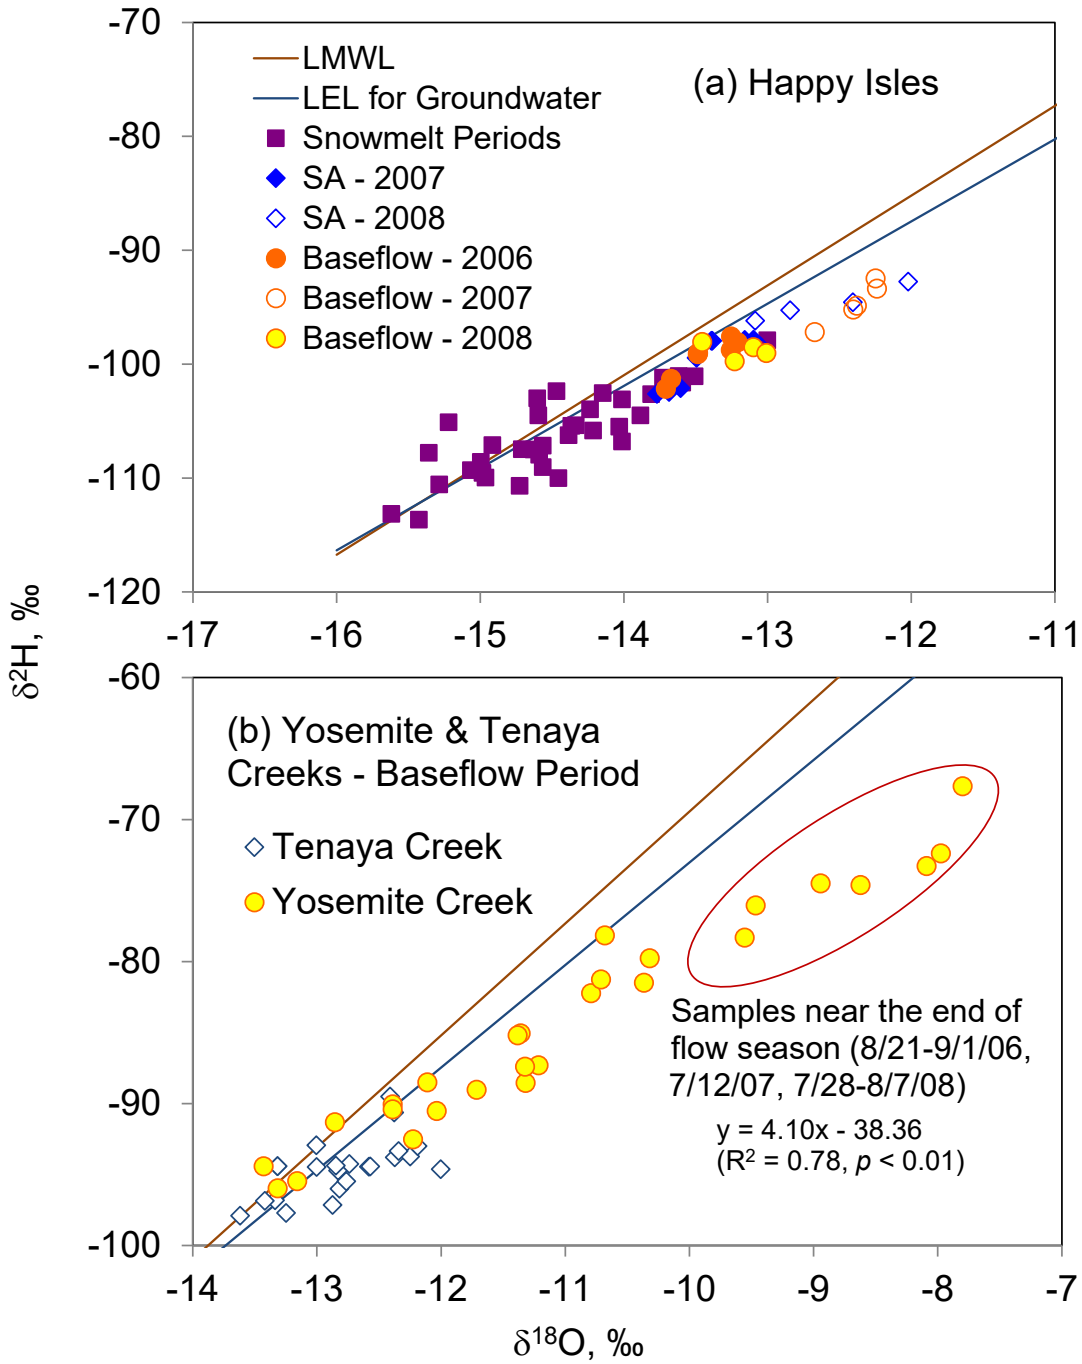 -70
-80
-90
-100
-110
-120
LMWL
LEL for Groundwater
Snowmelt Periods
SA - 2007
SA - 2008
Baseflow - 2006
Baseflow - 2007
Baseflow - 2008
(a) Happy Isles
-17 -16 -15 -14 -13 -12 -11
δ²H, ‰
-60
-70
-80
-90
-100
(b) Yosemite & Tenaya
Creeks - Baseflow Period
Tenaya Creek
Yosemite Creek
Samples near the end of
flow season (8/21-9/1/06,
7/12/07, 7/28-8/7/08)
y = 4.10x - 38.36
(R² = 0.78, p < 0.01)
-14 -13 -12 -11 -10 -9 -8 -7
δ¹⁸O, ‰